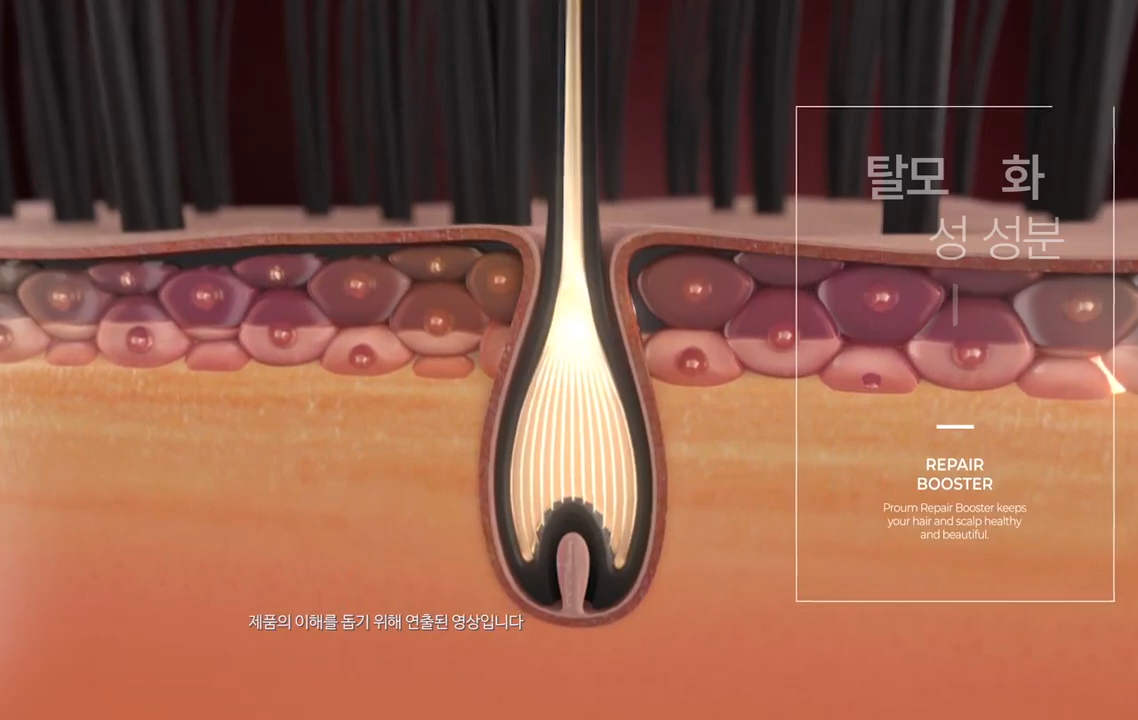 탈모 화
성 성분
REPAIR
BOOSTER
Proum Repair Booster keeps
your hair and scalp healthy
and beautiful.
제품의 이해를 돕기 위해 연출된 영상입니다